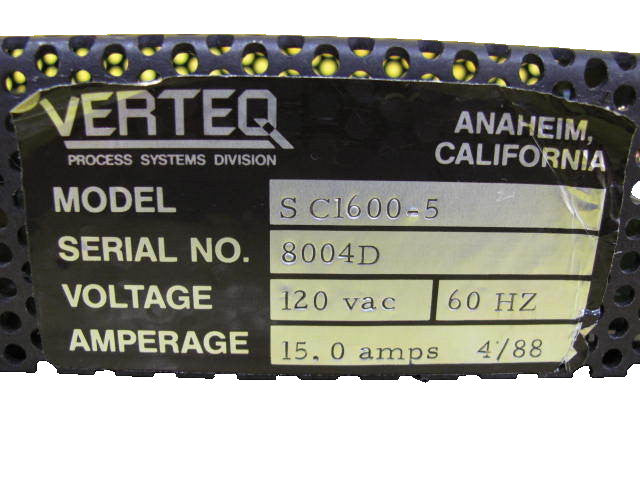 VERTEQ
PROCESS SYSTEMS DIVISION
ANAHEIM,
CALIFORNIA
MODEL S C1600-5
SERIAL NO. 8004D
VOLTAGE 120 vac 60 HZ
AMPERAGE 15.0 amps 4/88